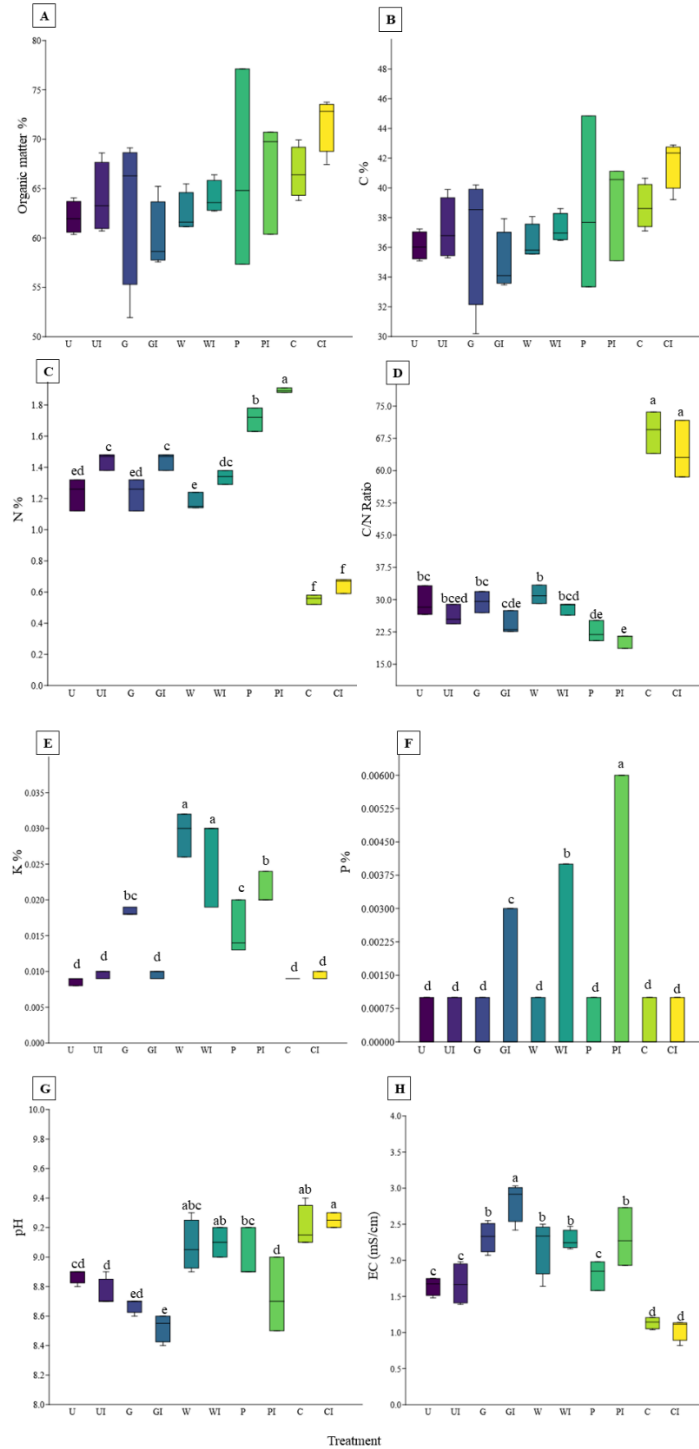 A
80
75
70
65
60
55
50
Organic matter %
U UI G GI W WI P PI C CI
B
48
46
44
42
40
38
36
34
32
30
C %
U UI G GI W WI P PI C CI
C
1.8
1.6
1.4
1.2
1.0
0.8
0.6
0.4
0.2
0.0
N %
ed c ed c e dc b a f f
U UI G GI W WI P PI C CI
D
75.0
67.5
60.0
52.5
45.0
37.5
30.0
22.5
15.0
C/N Ratio
bc bced bc cde b bcd de e a a
U UI G GI W WI P PI C CI
E
0.035
0.030
0.025
0.020
0.015
0.010
0.005
0.000
K %
d d bc d a a c b d d
U UI G GI W WI P PI C CI
F
0.00600
0.00525
0.00450
0.00375
0.00300
0.00225
0.00150
0.00075
0.00000
P %
d d d c d b d a d d
U UI G GI W WI P PI C CI
G
10.0
9.8
9.6
9.4
9.2
9.0
8.8
8.6
8.4
8.2
8.0
pH
cd d ed e abc ab bc d ab a
U UI G GI W WI P PI C CI
H
4.0
3.5
3.0
2.5
2.0
1.5
1.0
0.5
0.0
EC (mS/cm)
c c b a b b c b d d
U UI G GI W WI P PI C CI
Treatment